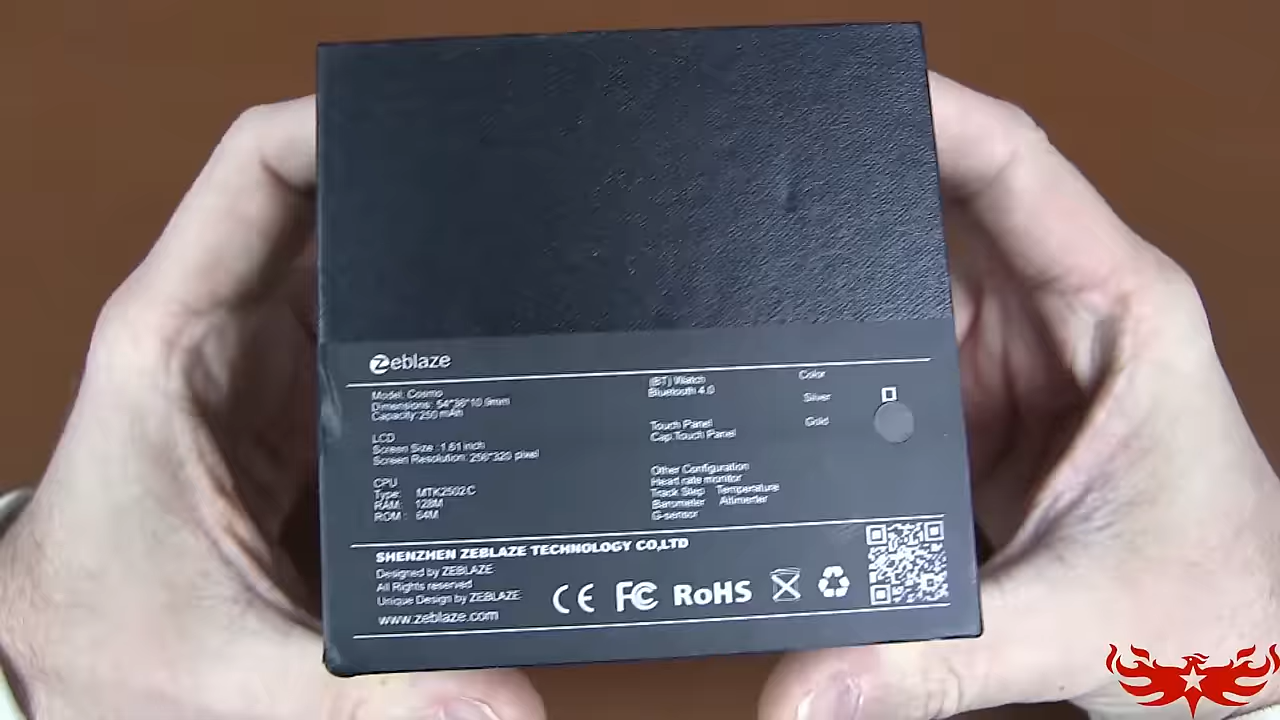 Zeblaze
Model: Cosmo
Dimensions: 54*38*10.9mm
Capacity:250 mAh
LCD
Screen Size :1.61 inch
Screen Resolution: 256*320 pixel
CPU
Type: MTK2502C
RAM: 128M
ROM : 64M
(BT) Watch
Bluetooth 4.0
Touch Panel
Cap.Touch Panel
Other Configuration
Heart rate monitor
Track Step Temperature
Barometer Altimerter
G-sensor
Color
Silver
Gold
SHENZHEN ZEBLAZE TECHNOLOGY CO,LTD
Designed by ZEBLAZE
All Rights reserved
Unique Design by ZEBLAZE
www.zeblaze.com
CE FC RoHS